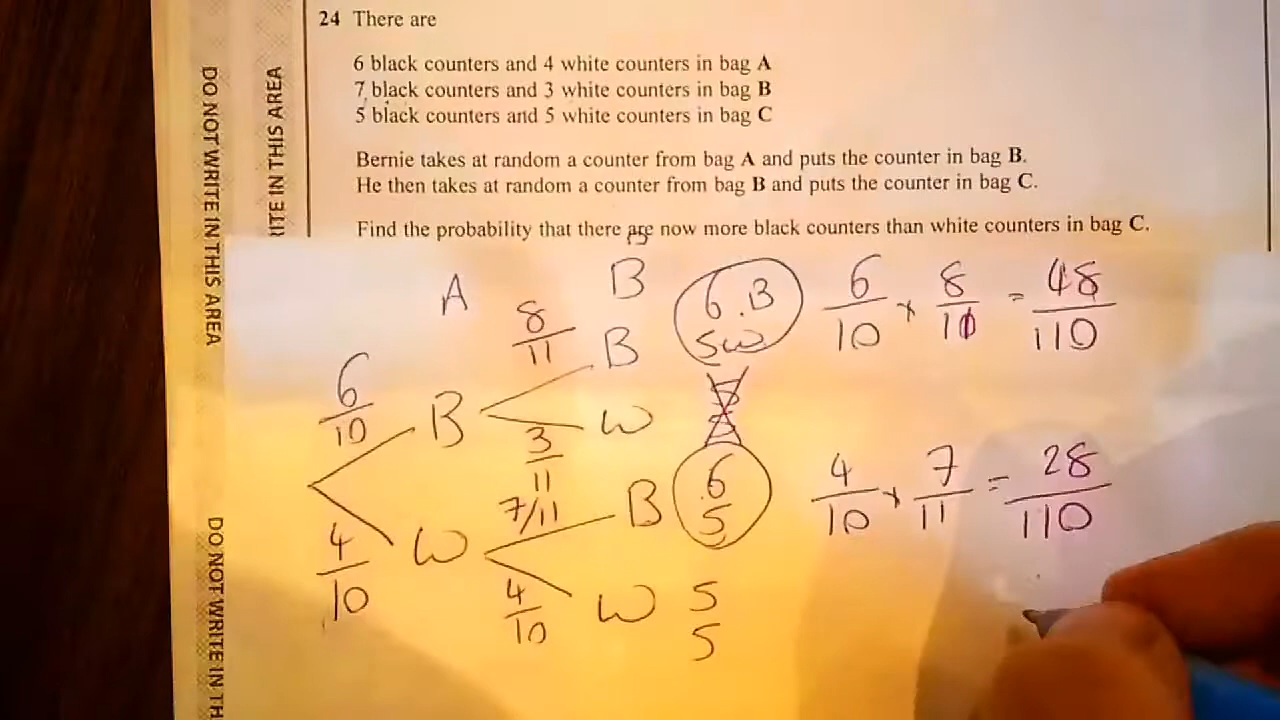 24 There are
6 black counters and 4 white counters in bag A
7 black counters and 3 white counters in bag B
5 black counters and 5 white counters in bag C
Bernie takes at random a counter from bag A and puts the counter in bag B.
He then takes at random a counter from bag B and puts the counter in bag C.
Find the probability that there are now more black counters than white counters in bag C.
DO NOT WRITE IN THIS AREA
RITE IN THIS AREA
DO NOT WRITE IN TH
A
B
6/10
B
8/11
B
6 B
5 W
6/10 × 8/11 = 48/110
3/11
W
4/10
W
7/11
B
6
5
4/10 × 7/11 = 28/110
4/10
W
5
5